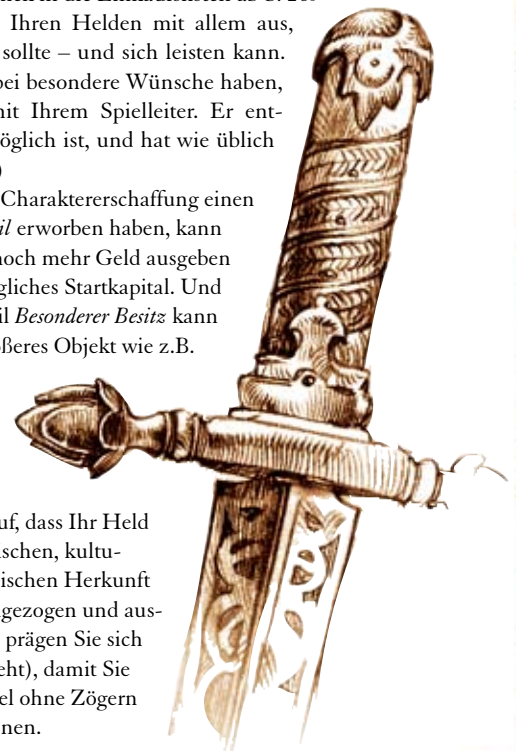 Ihren Helden mit allem aus,
sollte – und sich leisten kann.
bei besondere Wünsche haben,
mit Ihrem Spielleiter. Er ent-
öglich ist, und hat wie üblich
)
Charaktererschaffung einen
il erworben haben, kann
noch mehr Geld ausgeben
gliches Startkapital. Und
il Besonderer Besitz kann
ßeres Objekt wie z.B.
uf, dass Ihr Held
ischen, kultu-
ischen Herkunft
gezogen und aus-
prägen Sie sich
eht), damit Sie
el ohne Zögern
nen.